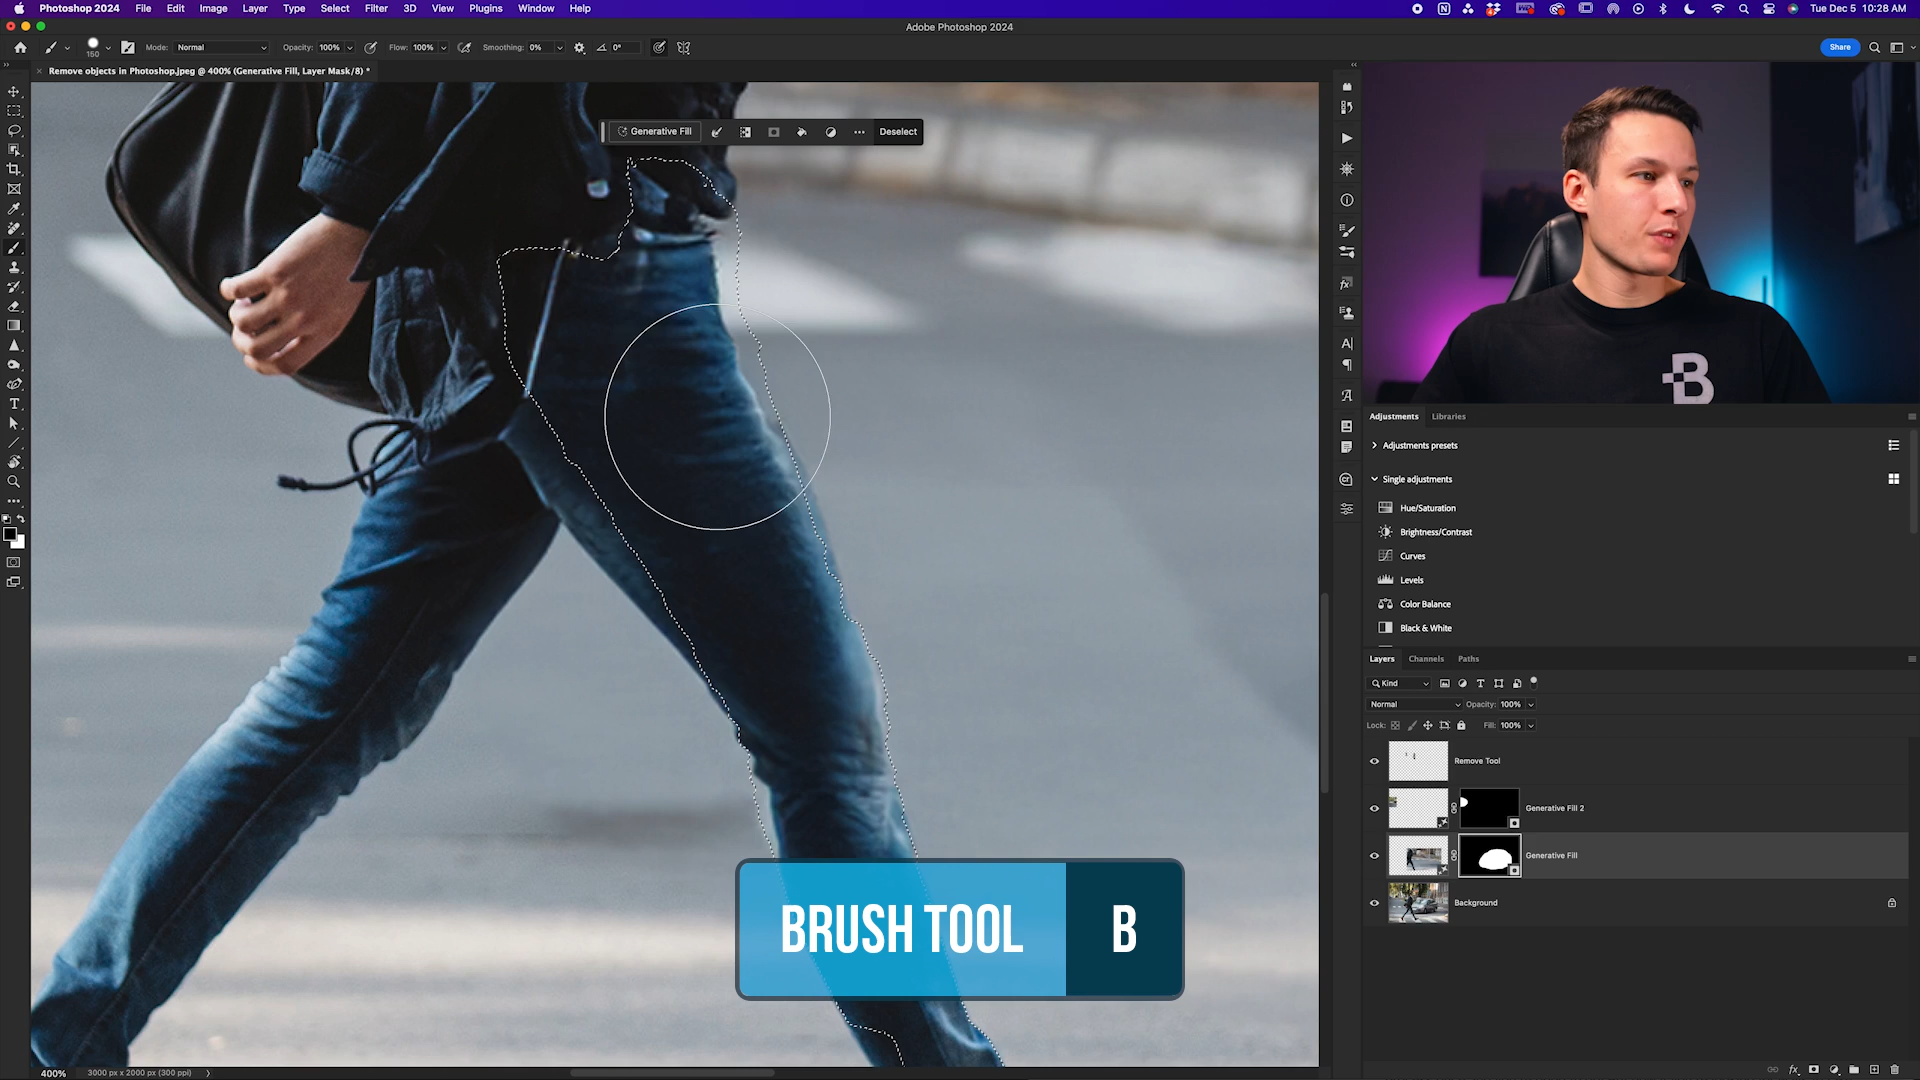 Photoshop 2024 File Edit Image Layer Type Select Filter 3D View Plugins Window Help
Tue Dec 5 10:28 AM
Adobe Photoshop 2024
150
Mode: Normal
Opacity: 100%
Flow: 100%
Smoothing: 0%
0°
Share
Remove objects in Photoshop.jpeg @ 400% (Generative Fill, Layer Mask/8) *
Generative Fill
Deselect
B
Adjustments Libraries
Adjustments presets
Single adjustments
Hue/Saturation
Brightness/Contrast
Curves
Levels
Color Balance
Black & White
Layers Channels Paths
Kind
Normal
Opacity: 100%
Lock:
Fill: 100%
Remove Tool
Generative Fill 2
Generative Fill
Background
BRUSH TOOL B
400% 3000 px x 2000 px (300 ppi)